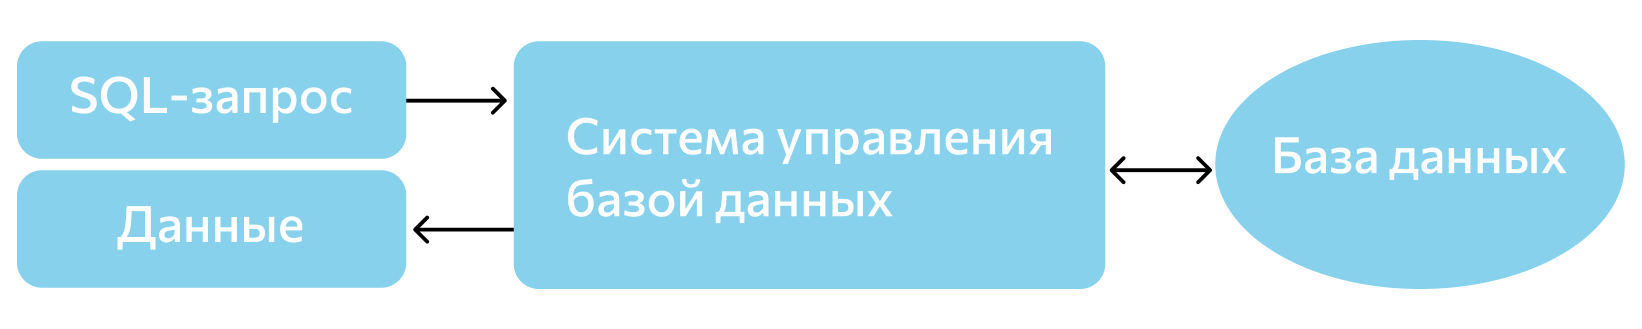 SQL-запрос
Данные
Система управления
базой данных
База данных